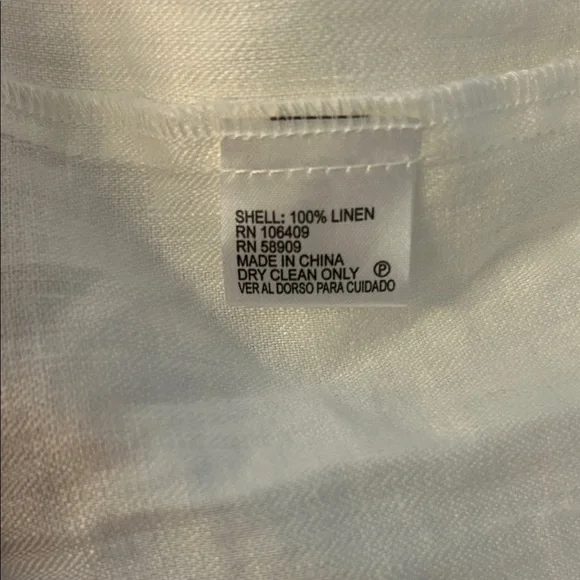 SHELL: 100% LINEN
RN 106409
RN 58909
MADE IN CHINA
DRY CLEAN ONLY Ⓟ
VER AL DORSO PARA CUIDADO